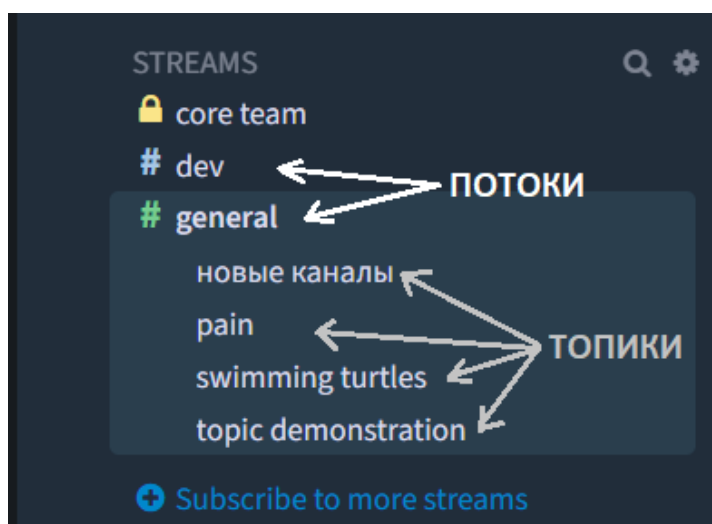 STREAMS
core team
# dev
ПОТОКИ
# general
новые каналы
pain
ТОПИКИ
swimming turtles
topic demonstration
Subscribe to more streams